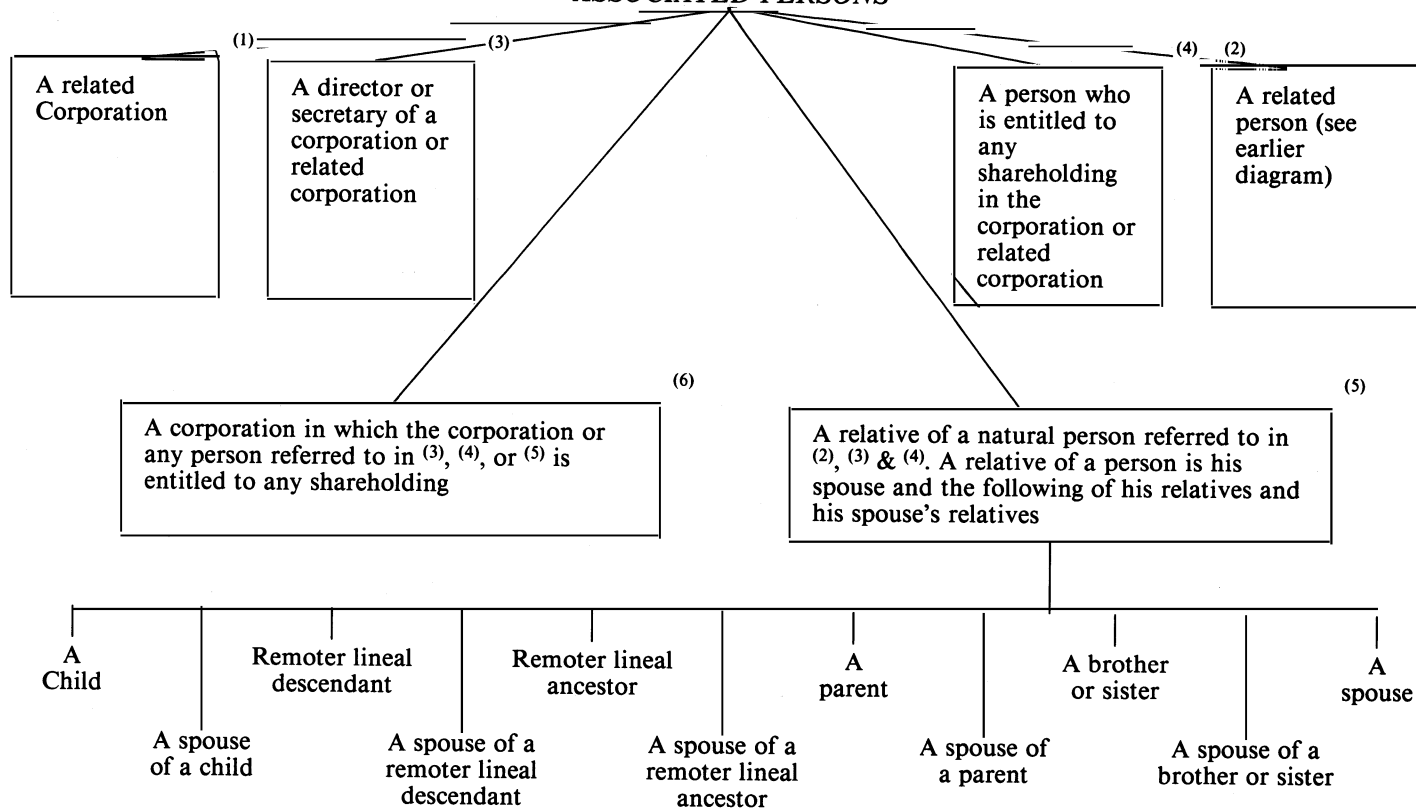 ASSOCIATED PERSONS
(1)
A related
Corporation
(3)
A director or
secretary of a
corporation or
related
corporation
(4)
A person who
is entitled to
any
shareholding
in the
corporation or
related
corporation
(2)
A related
person (see
earlier
diagram)
(6)
A corporation in which the corporation or
any person referred to in (3), (4), or (5) is
entitled to any shareholding
(5)
A relative of a natural person referred to in
(2), (3) & (4). A relative of a person is his
spouse and the following of his relatives and
his spouse's relatives
A
Child
A spouse
of a child
Remoter lineal
descendant
A spouse of a
remoter lineal
descendant
Remoter lineal
ancestor
A spouse of a
remoter lineal
ancestor
A
parent
A spouse of
a parent
A brother
or sister
A spouse of a
brother or sister
A
spouse